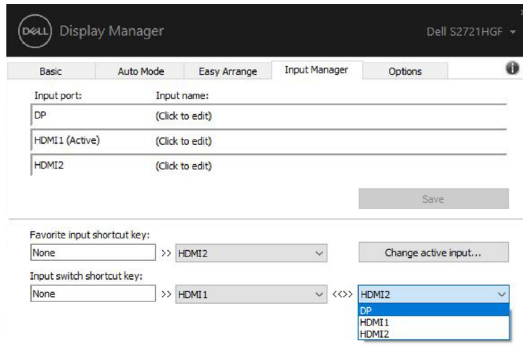 DELL Display Manager Dell S2721HGF
Basic Auto Mode Easy Arrange Input Manager Options
Input port: Input name:
DP (Click to edit)
HDMI1 (Active) (Click to edit)
HDMI2 (Click to edit)
Save
Favorite input shortcut key:
None >> HDMI2 Change active input...
Input switch shortcut key:
None >> HDMI1 <<>> HDMI2
DP
HDMI1
HDMI2